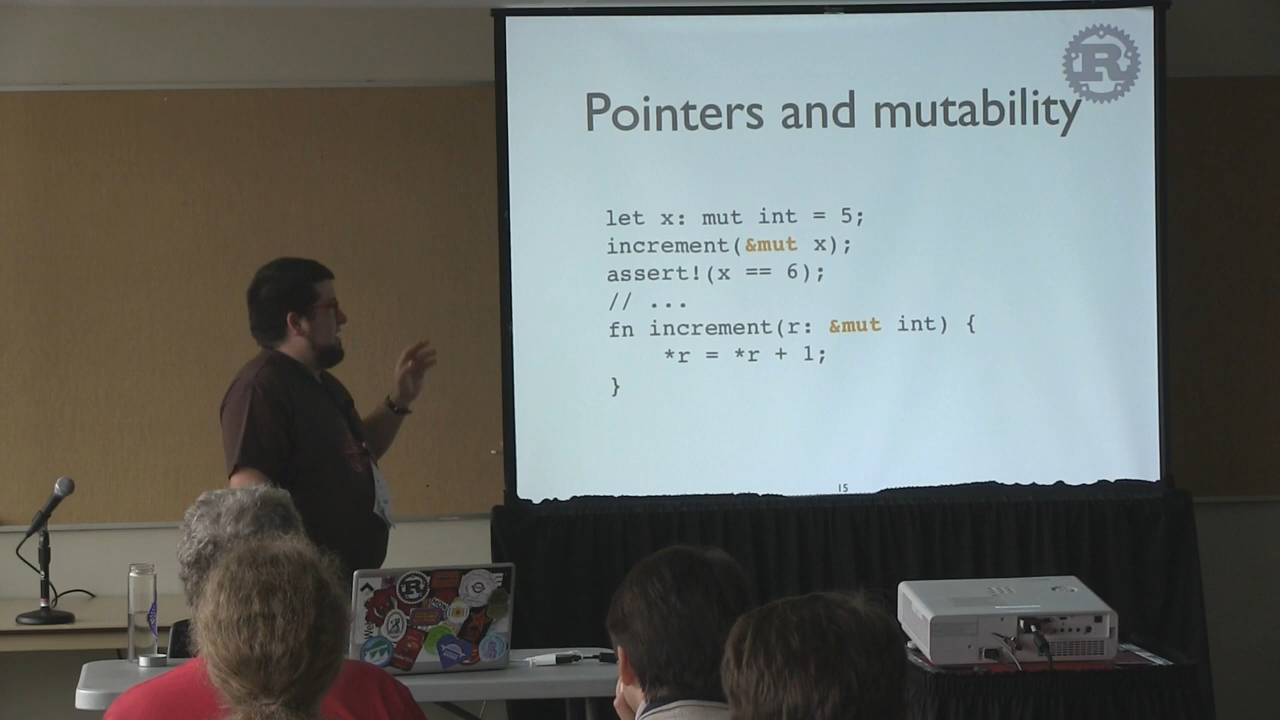 R
Pointers and mutability
let x: mut int = 5;
increment(&mut x);
assert!(x == 6);
// ...
fn increment(r: &mut int) {
    *r = *r + 1;
}
15
R